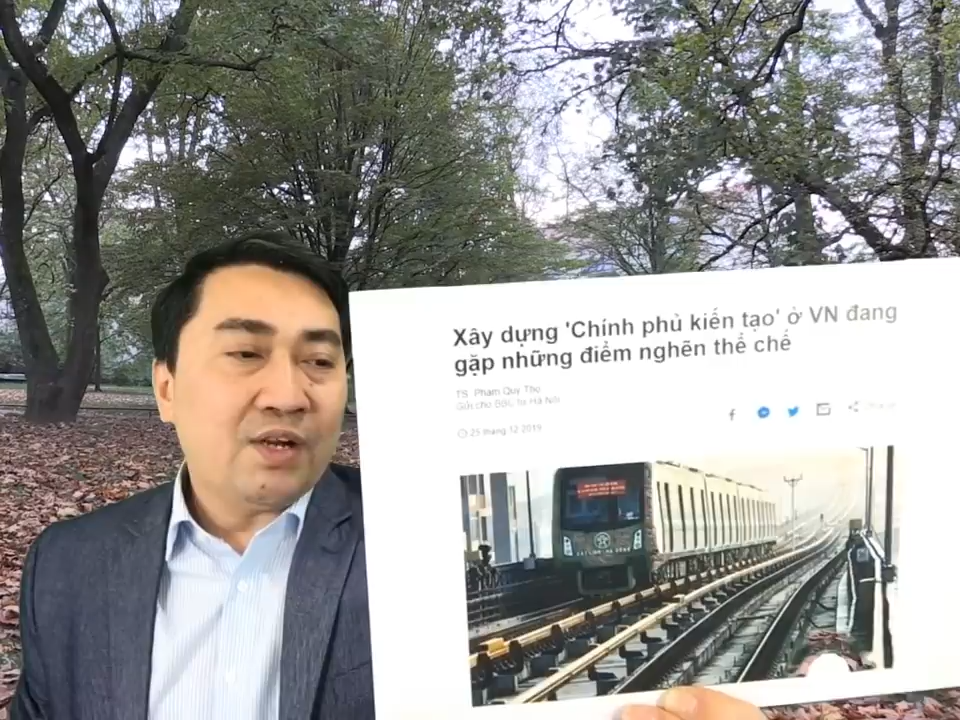 Xây dựng 'Chính phủ kiến tạo' ở VN đang
gặp những điểm nghẽn thể chế
TS. Phạm Quý Thọ
Gửi cho BBC từ Hà Nội
25 tháng 12 2019